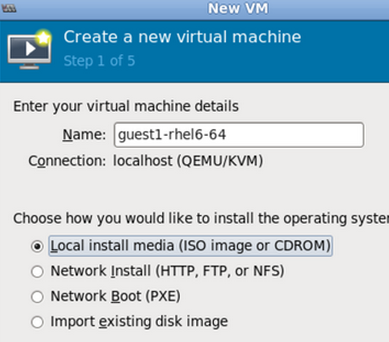 New VM
Create a new virtual machine
Step 1 of 5
Enter your virtual machine details
Name: guest1-rhel6-64
Connection: localhost (QEMU/KVM)
Choose how you would like to install the operating
Local install media (ISO image or CDROM)
Network Install (HTTP, FTP, or NFS)
Network Boot (PXE)
Import existing disk image